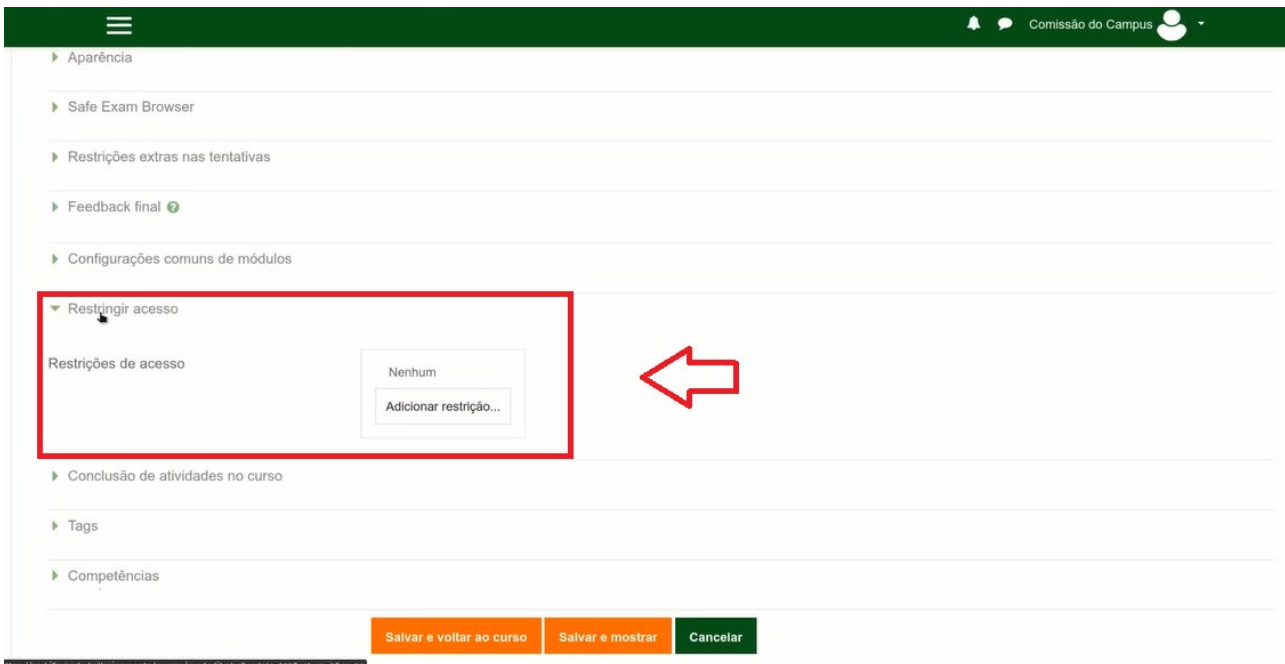 Comissão do Campus
Aparência
Safe Exam Browser
Restrições extras nas tentativas
Feedback final
Configurações comuns de módulos
Restringir acesso
Restrições de acesso
Nenhum
Adicionar restrição...
Conclusão de atividades no curso
Tags
Competências
Salvar e voltar ao curso Salvar e mostrar Cancelar